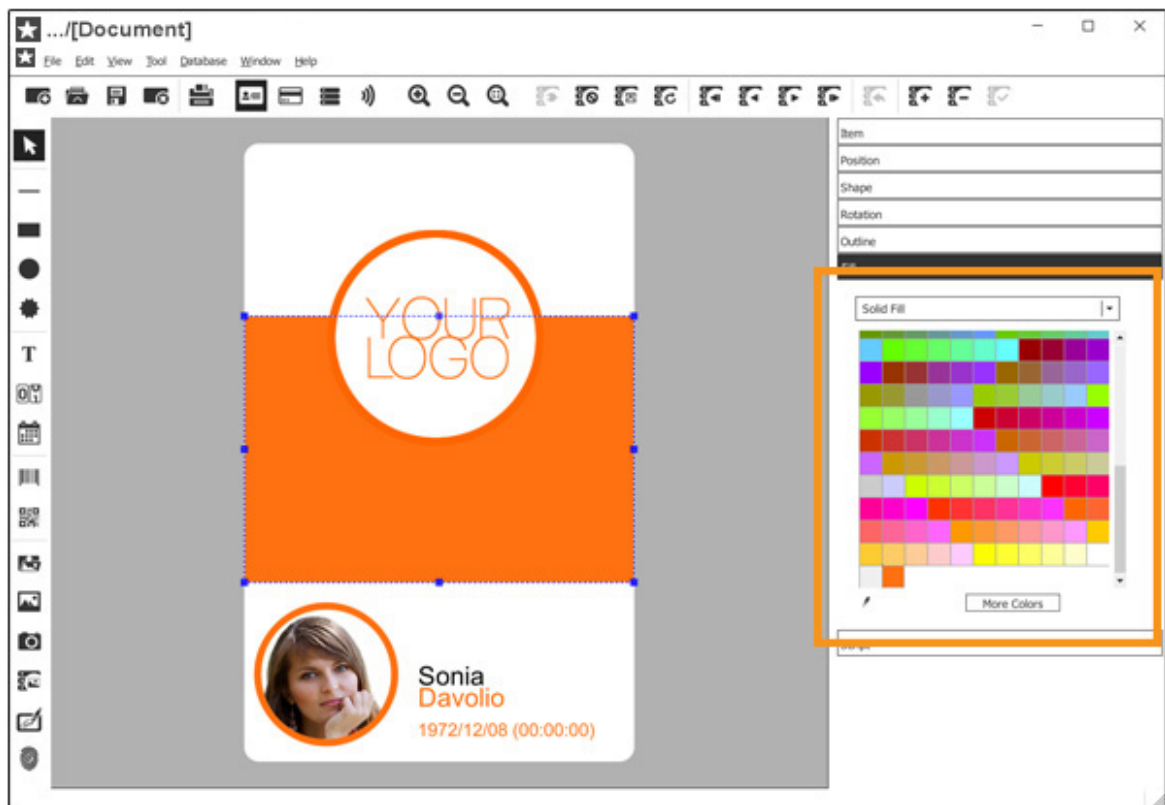 .../[Document]
File Edit View Tool Database Window Help
Item
Position
Shape
Rotation
Outline
Fill
Solid Fill
More Colors
YOUR
LOGO
Sonia
Davolio
1972/12/08 (00:00:00)